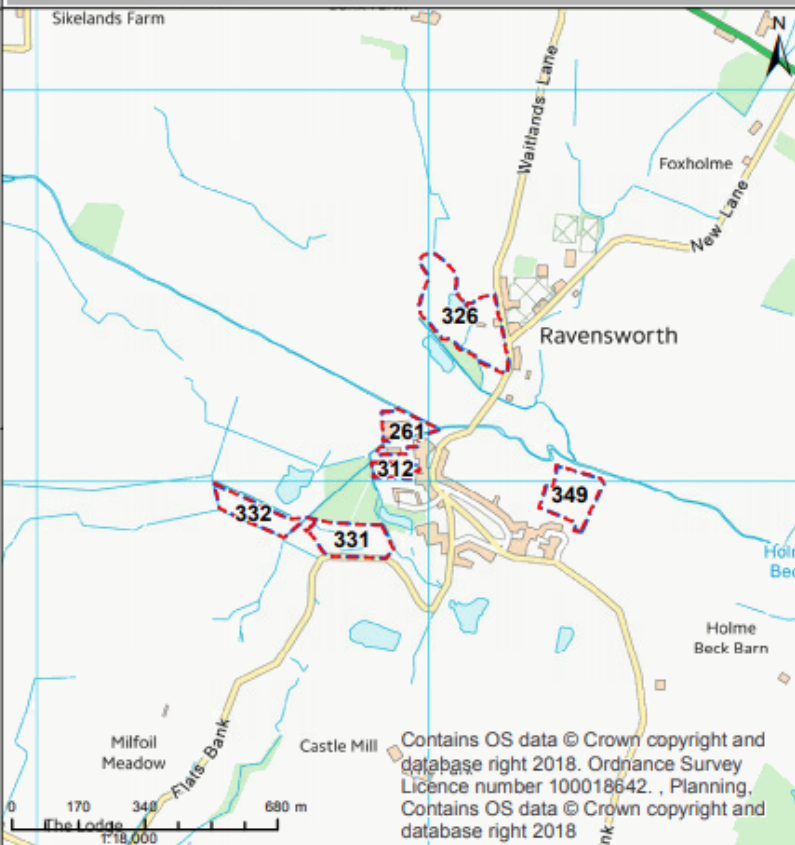 Sikelands Farm
N
Waitlands Lane
Foxholme
New Lane
326
Ravensworth
261
312
349
332
331
Holme
Beck Barn
Milfoil
Meadow
Flats Bank
Castle Mill
Contains OS data © Crown copyright and
database right 2018. Ordnance Survey
Licence number 100018642. , Planning,
Contains OS data © Crown copyright and
database right 2018
0 170 340 680 m
The Lodge
1:18,000